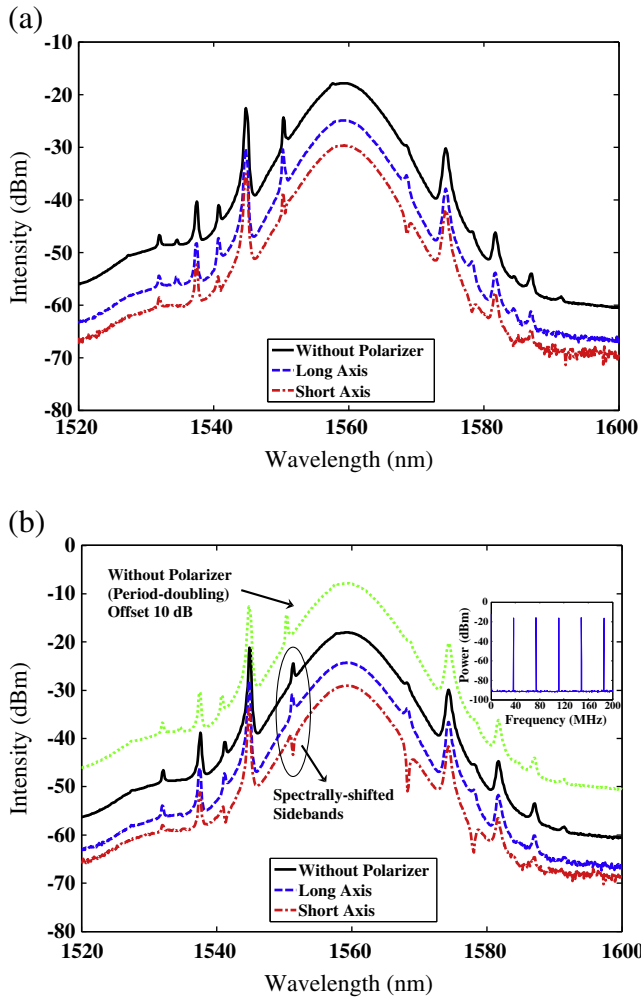 (a)
-10
-20
-30
-40
-50
-60
-70
-80
Intensity (dBm)
Without Polarizer
Long Axis
Short Axis
1520 1540 1560 1580 1600
Wavelength (nm)
(b)
0
-10
-20
-30
-40
-50
-60
-70
-80
Intensity (dBm)
Without Polarizer
(Period-doubling)
Offset 10 dB
Spectrally-shifted
Sidebands
0
-20
-40
-60
-80
-100
Power (dBm)
0 40 80 120 160 200
Frequency (MHz)
Without Polarizer
Long Axis
Short Axis
1520 1540 1560 1580 1600
Wavelength (nm)